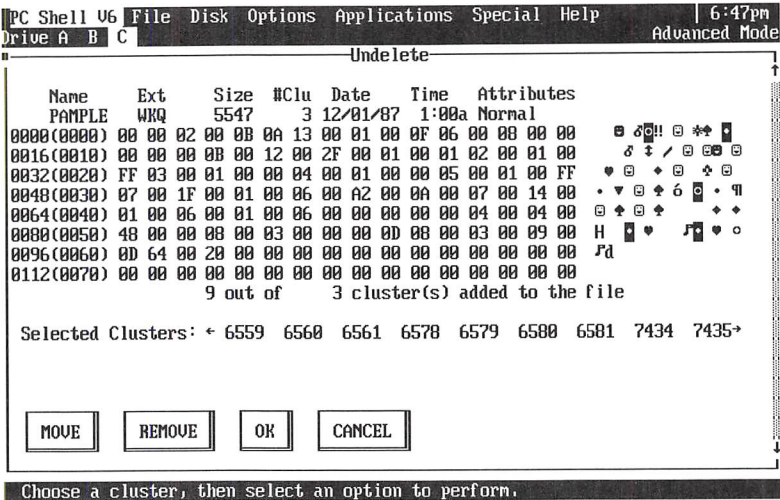 PC Shell V6 File Disk Options Applications Special Help 6:47pm
Drive A B C Advanced Mode
Undelete
Name Ext Size #Clu Date Time Attributes
PAMPLE WKQ 5547 3 12/01/87 1:00a Normal
0000(0000) 00 00 02 00 0B 0A 13 00 01 00 0F 06 00 08 00 00 ☻ ♂◙‼ ☺ ☼♠ ◘
0016(0010) 00 00 00 0B 00 12 00 2F 00 01 00 01 02 00 01 00 ♂ ↕ / ☺ ☺☻ ☺
0032(0020) FF 03 00 01 00 00 04 00 01 00 00 05 00 01 00 FF ♥ ☺ ♦ ☺ ♣ ☺
0048(0030) 07 00 1F 00 01 00 06 00 A2 00 0A 00 07 00 14 00 • ▼ ☺ ♠ ó ◙ • ¶
0064(0040) 01 00 06 00 01 00 06 00 00 00 00 00 04 00 04 00 ☺ ♠ ☺ ♠ ♦ ♦
0080(0050) 48 00 00 08 00 03 00 00 00 0D 08 00 03 00 09 00 H ◘ ♥ ♪◘ ♥ ○
0096(0060) 0D 64 00 20 00 00 00 00 00 00 00 00 00 00 00 00 ♪d
0112(0070) 00 00 00 00 00 00 00 00 00 00 00 00 00 00 00 00
9 out of 3 cluster(s) added to the file
Selected Clusters: ← 6559 6560 6561 6578 6579 6580 6581 7434 7435→
MOVE REMOVE OK CANCEL
Choose a cluster, then select an option to perform.